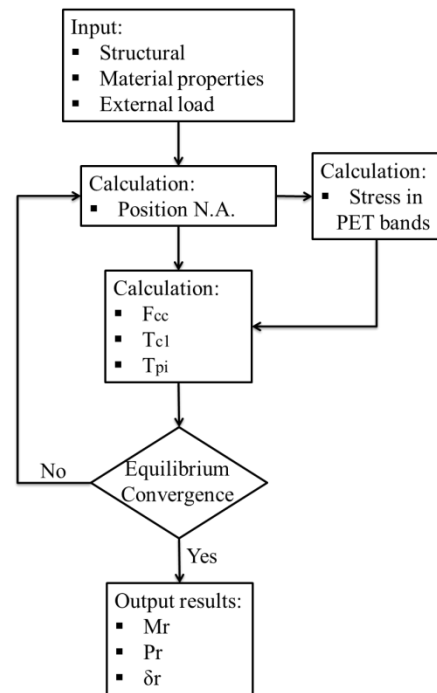 Input:
▪ Structural
▪ Material properties
▪ External load
Calculation:
▪ Position N.A.
Calculation:
▪ Stress in
PET bands
Calculation:
▪ Fcc
▪ Tc1
▪ Tpi
No
Equilibrium
Convergence
Yes
Output results:
▪ Mr
▪ Pr
▪ δr